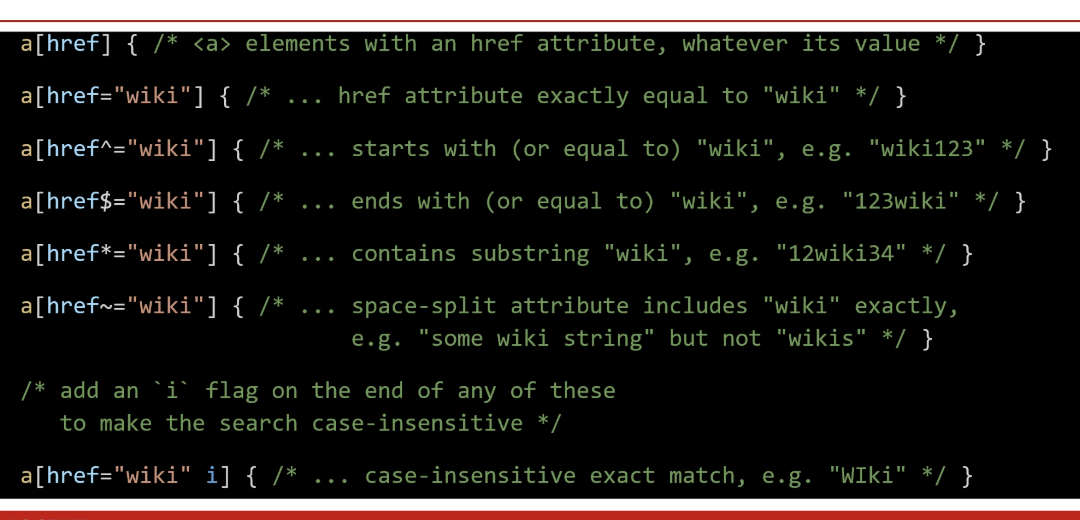 a[href] { /* <a> elements with an href attribute, whatever its value */ }
a[href="wiki"] { /* ... href attribute exactly equal to "wiki" */ }
a[href^="wiki"] { /* ... starts with (or equal to) "wiki", e.g. "wiki123" */ }
a[href$="wiki"] { /* ... ends with (or equal to) "wiki", e.g. "123wiki" */ }
a[href*="wiki"] { /* ... contains substring "wiki", e.g. "12wiki34" */ }
a[href~="wiki"] { /* ... space-split attribute includes "wiki" exactly,
e.g. "some wiki string" but not "wikis" */ }
/* add an `i` flag on the end of any of these
to make the search case-insensitive */
a[href="wiki" i] { /* ... case-insensitive exact match, e.g. "WIki" */ }